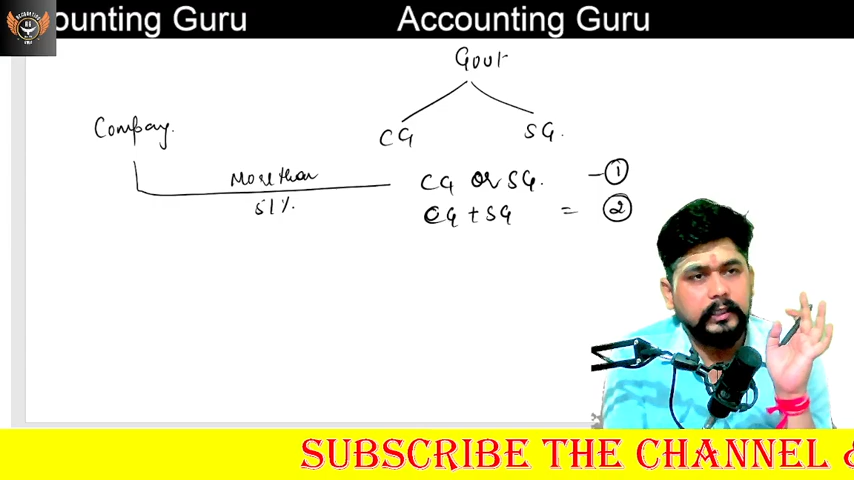 ounting Guru
Accounting Guru
Govt
CG
SG.
Company.
More than
51%.
CG or SG. - 1
CG + SG = 2
SUBSCRIBE THE CHANNEL &